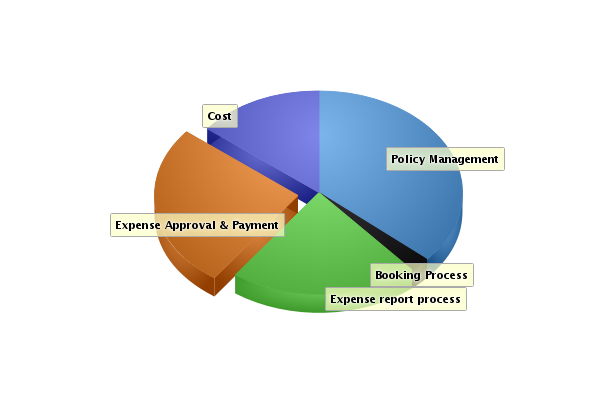 Cost
Policy Management
Expense Approval & Payment
Booking Process
Expense report process